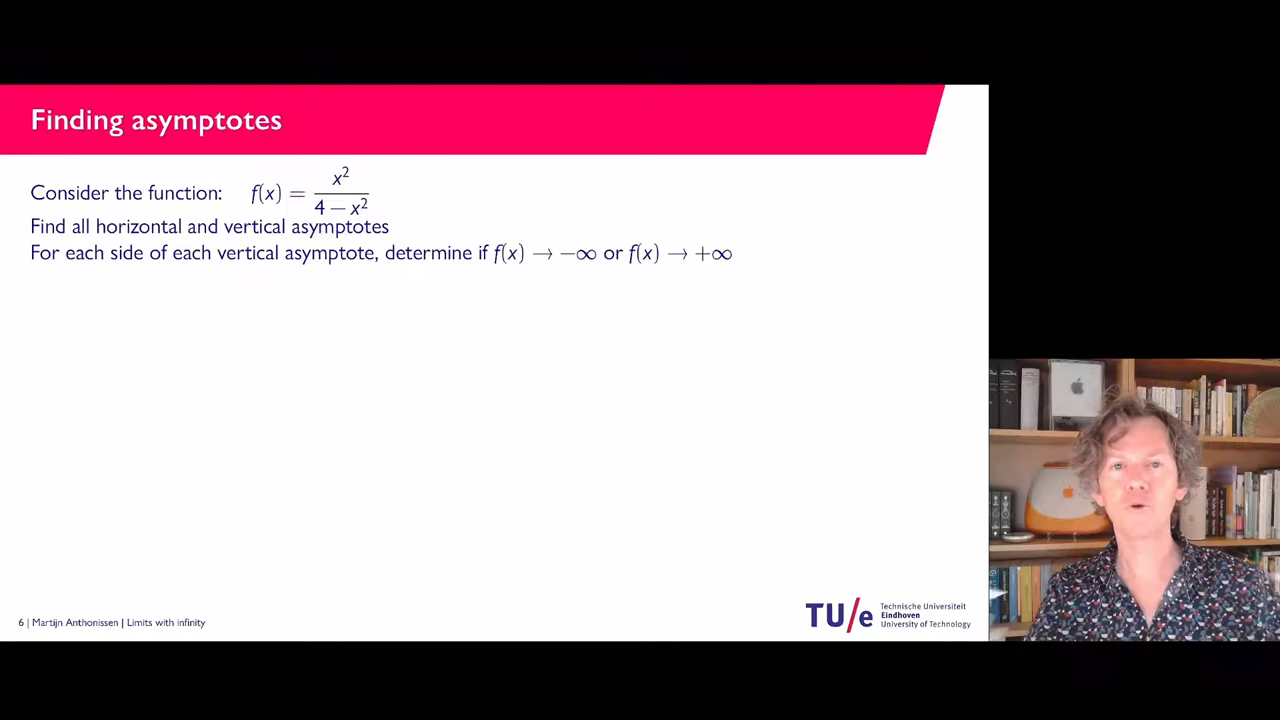 Finding asymptotes
Consider the function: f(x) = x²/(4 − x²)
Find all horizontal and vertical asymptotes
For each side of each vertical asymptote, determine if f(x) → −∞ or f(x) → +∞
6 | Martijn Anthonissen | Limits with infinity
TU/e
Technische Universiteit
Eindhoven
University of Technology